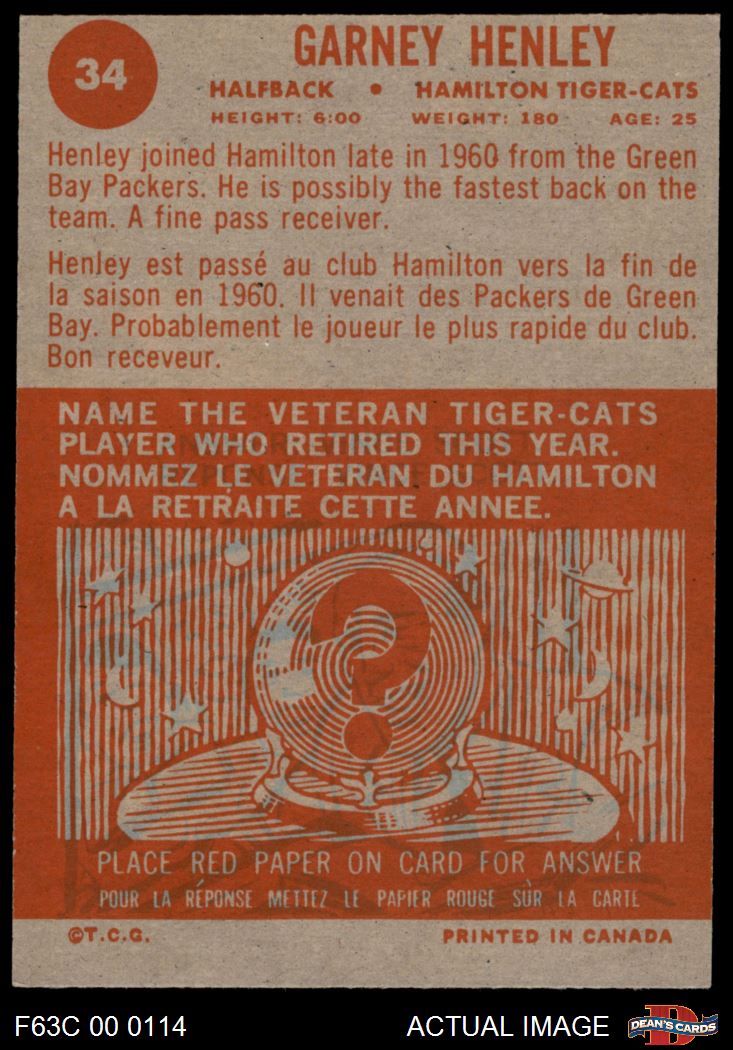 34
GARNEY HENLEY
HALFBACK • HAMILTON TIGER-CATS
HEIGHT: 6:00 WEIGHT: 180 AGE: 25
Henley joined Hamilton late in 1960 from the Green
Bay Packers. He is possibly the fastest back on the
team. A fine pass receiver.
Henley est passé au club Hamilton vers la fin de
la saison en 1960. Il venait des Packers de Green
Bay. Probablement le joueur le plus rapide du club.
Bon receveur.
NAME THE VETERAN TIGER-CATS
PLAYER WHO RETIRED THIS YEAR.
NOMMEZ LE VETERAN DU HAMILTON
A LA RETRAITE CETTE ANNEE.
?
PLACE RED PAPER ON CARD FOR ANSWER
POUR LA RÉPONSE METTEZ LE PAPIER ROUGE SUR LA CARTE
©T.C.G. PRINTED IN CANADA
F63C 00 0114 ACTUAL IMAGE
D
DEAN'S CARDS